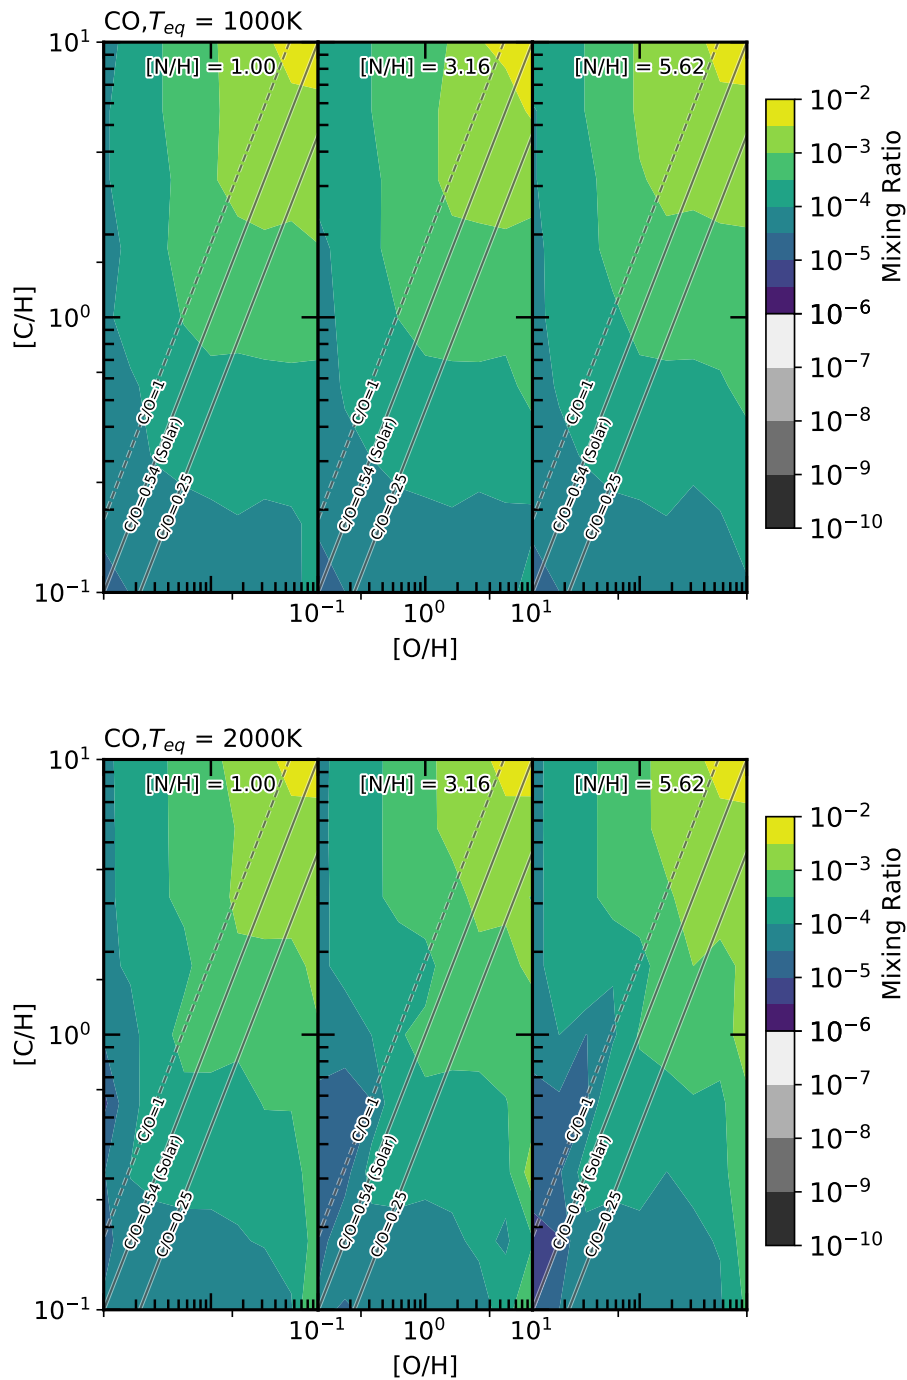 CO,T_eq = 1000K
[N/H] = 1.00
[N/H] = 3.16
[N/H] = 5.62
10^1
10^0
10^−1
[C/H]
C/O=1
C/O=0.54 (Solar)
C/O=0.25
C/O=1
C/O=0.54 (Solar)
C/O=0.25
C/O=1
C/O=0.54 (Solar)
C/O=0.25
10^−1
10^0
10^1
[O/H]
10^−2
10^−3
10^−4
10^−5
10^−6
10^−7
10^−8
10^−9
10^−10
Mixing Ratio
CO,T_eq = 2000K
[N/H] = 1.00
[N/H] = 3.16
[N/H] = 5.62
10^1
10^0
10^−1
[C/H]
C/O=1
C/O=0.54 (Solar)
C/O=0.25
C/O=1
C/O=0.54 (Solar)
C/O=0.25
C/O=1
C/O=0.54 (Solar)
C/O=0.25
10^−1
10^0
10^1
[O/H]
10^−2
10^−3
10^−4
10^−5
10^−6
10^−7
10^−8
10^−9
10^−10
Mixing Ratio